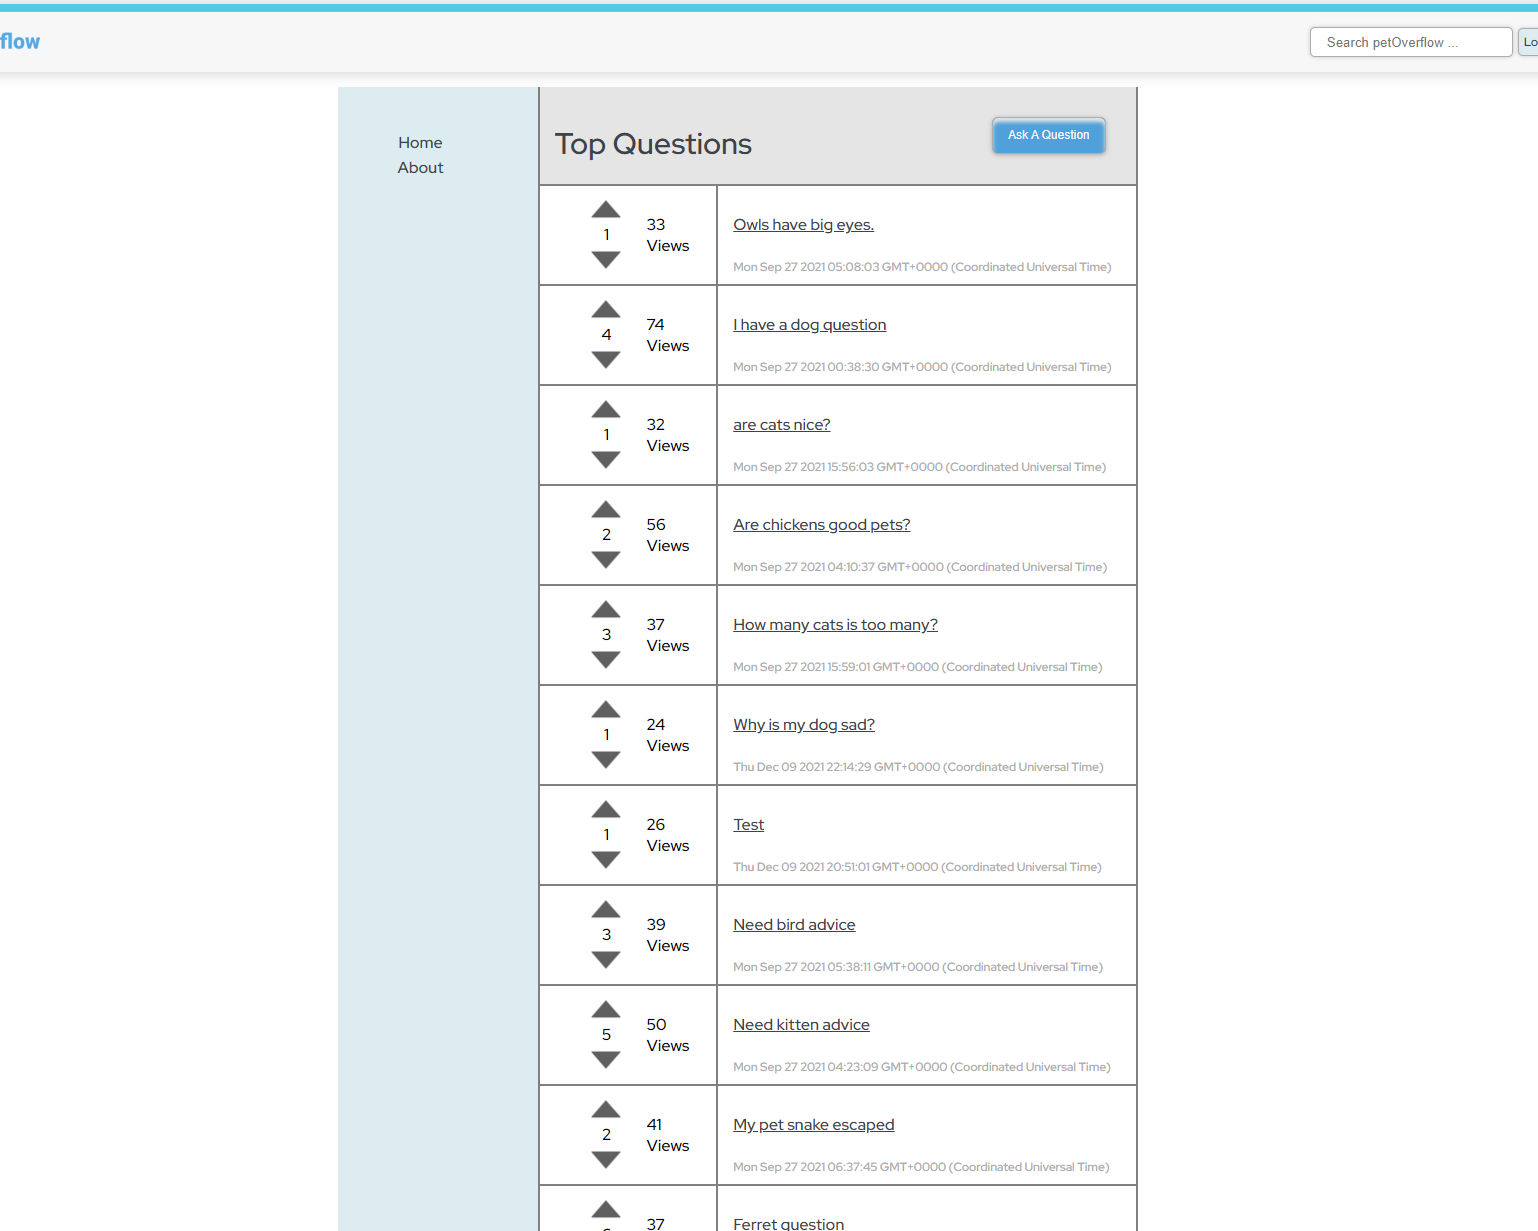 flow
Search petOverflow ...
Lo
Home
About
Top Questions
Ask A Question
1
33
Views
Owls have big eyes.
Mon Sep 27 2021 05:08:03 GMT+0000 (Coordinated Universal Time)
4
74
Views
I have a dog question
Mon Sep 27 2021 00:38:30 GMT+0000 (Coordinated Universal Time)
1
32
Views
are cats nice?
Mon Sep 27 2021 15:56:03 GMT+0000 (Coordinated Universal Time)
2
56
Views
Are chickens good pets?
Mon Sep 27 2021 04:10:37 GMT+0000 (Coordinated Universal Time)
3
37
Views
How many cats is too many?
Mon Sep 27 2021 15:59:01 GMT+0000 (Coordinated Universal Time)
1
24
Views
Why is my dog sad?
Thu Dec 09 2021 22:14:29 GMT+0000 (Coordinated Universal Time)
1
26
Views
Test
Thu Dec 09 2021 20:51:01 GMT+0000 (Coordinated Universal Time)
3
39
Views
Need bird advice
Mon Sep 27 2021 05:38:11 GMT+0000 (Coordinated Universal Time)
5
50
Views
Need kitten advice
Mon Sep 27 2021 04:23:09 GMT+0000 (Coordinated Universal Time)
2
41
Views
My pet snake escaped
Mon Sep 27 2021 06:37:45 GMT+0000 (Coordinated Universal Time)
37
Ferret question